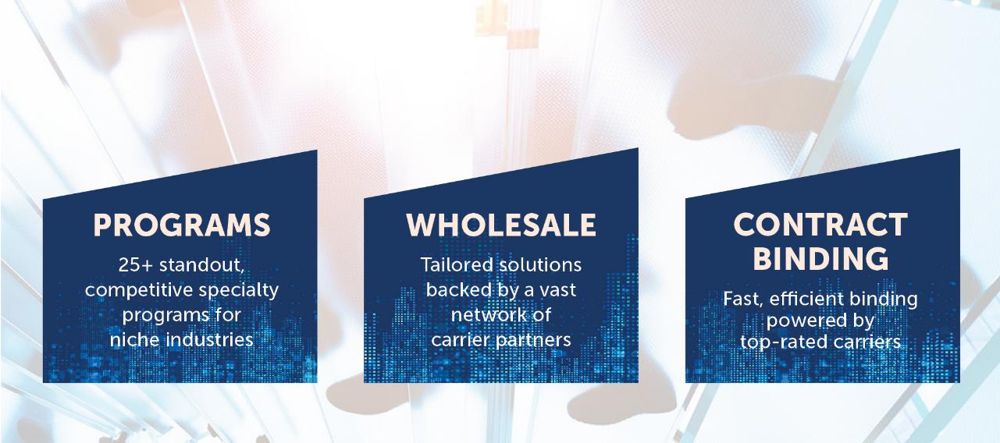 PROGRAMS
25+ standout,
competitive specialty
programs for
niche industries
WHOLESALE
Tailored solutions
backed by a vast
network of
carrier partners
CONTRACT
BINDING
Fast, efficient binding
powered by
top-rated carriers